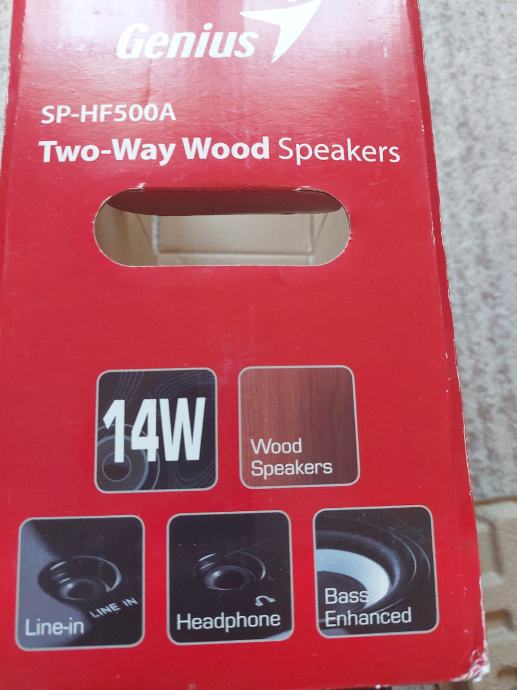 Genius
SP-HF500A
Two-Way Wood Speakers
14W
Wood
Speakers
LINE IN
Line-in
Headphone
Bass
Enhanced